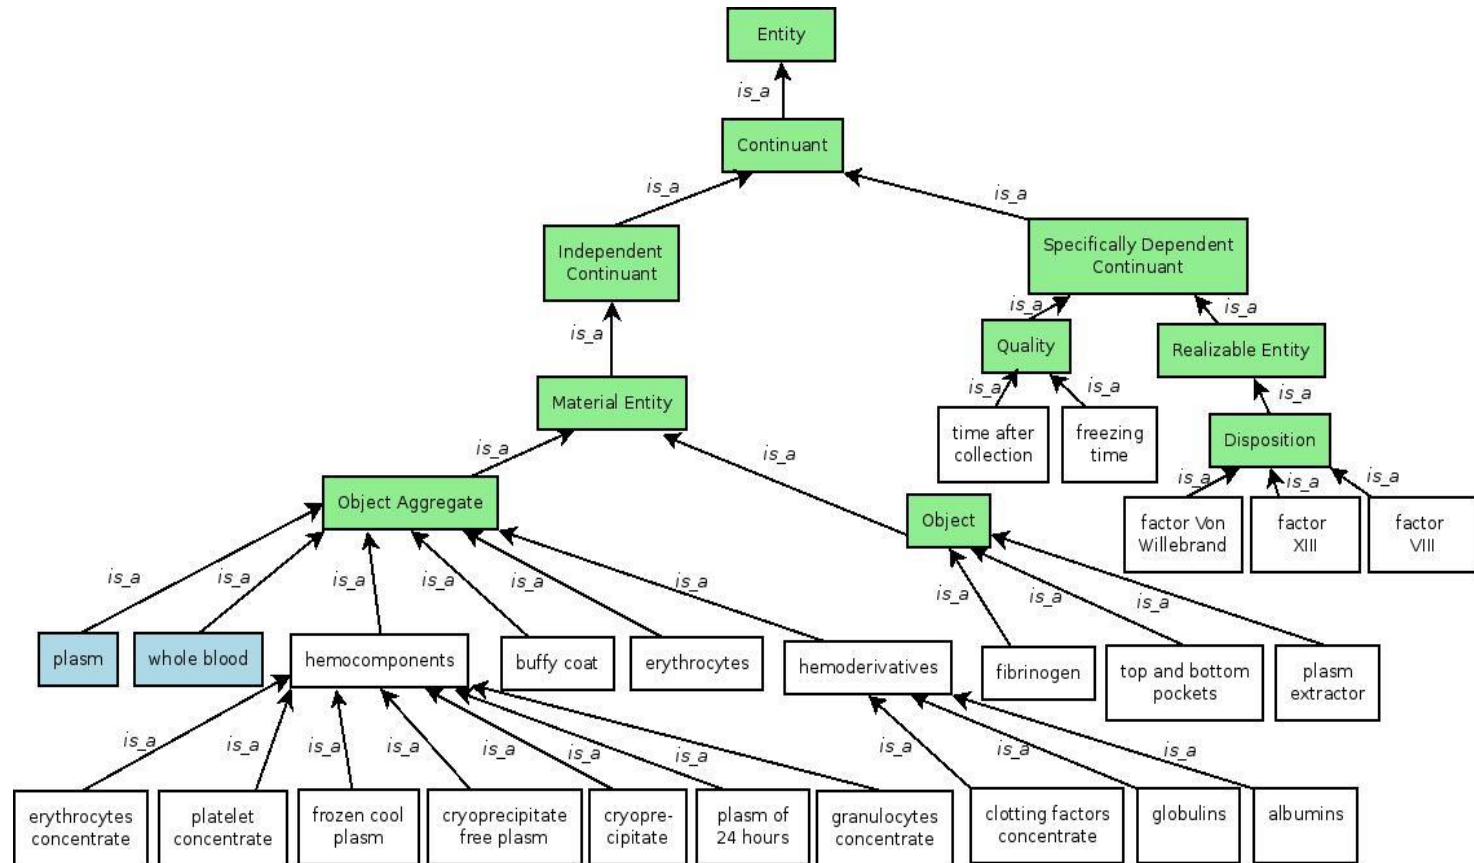 Entity
is_a
Continuant
is_a
is_a
Independent
Continuant
Specifically Dependent
Continuant
is_a
is_a
is_a
Quality
Realizable Entity
is_a
is_a
is_a
Material Entity
time after
collection
freezing
time
Disposition
is_a
is_a
is_a
is_a
is_a
Object Aggregate
Object
factor Von
Willebrand
factor
XIII
factor
VIII
is_a
is_a
is_a
is_a
is_a
is_a
is_a
is_a
is_a
plasm
whole blood
hemocomponents
buffy coat
erythrocytes
hemoderivatives
fibrinogen
top and bottom
pockets
plasm
extractor
is_a
is_a
is_a
is_a
is_a
is_a
is_a
is_a
is_a
is_a
erythrocytes
concentrate
platelet
concentrate
frozen cool
plasm
cryoprecipitate
free plasm
cryopre-
cipitate
plasm of
24 hours
granulocytes
concentrate
clotting factors
concentrate
globulins
albumins